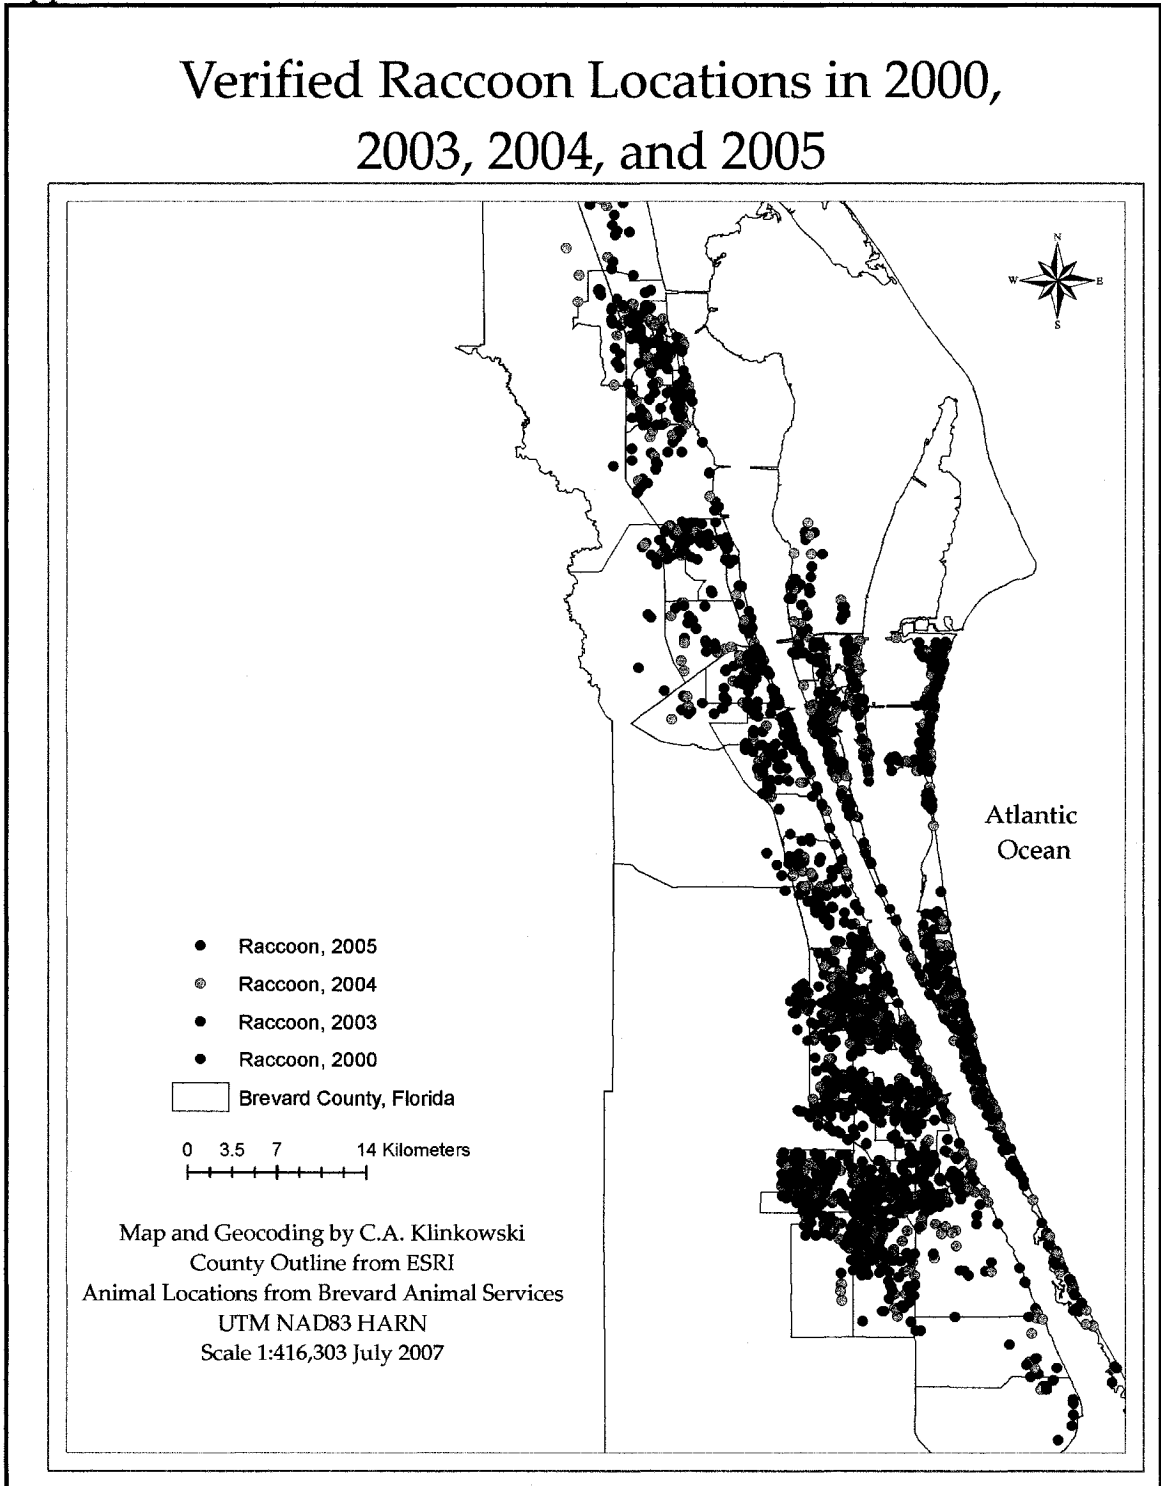 Verified Raccoon Locations in 2000,
2003, 2004, and 2005
N
W E
S
Atlantic
Ocean
Raccoon, 2005
Raccoon, 2004
Raccoon, 2003
Raccoon, 2000
Brevard County, Florida
0 3.5 7 14 Kilometers
Map and Geocoding by C.A. Klinkowski
County Outline from ESRI
Animal Locations from Brevard Animal Services
UTM NAD83 HARN
Scale 1:416,303 July 2007